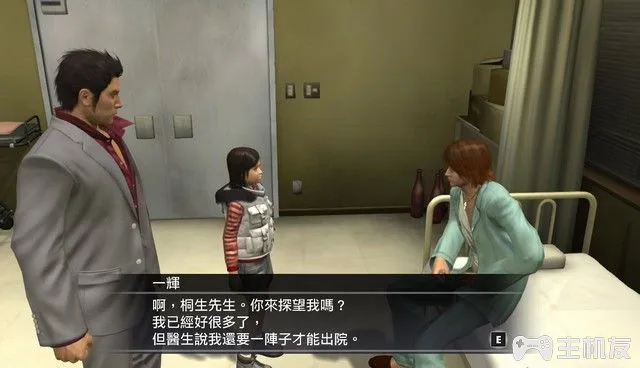 一輝
啊，桐生先生。你來探望我嗎？
我已經好很多了，
但醫生說我還要一陣子才能出院。
E
主机友